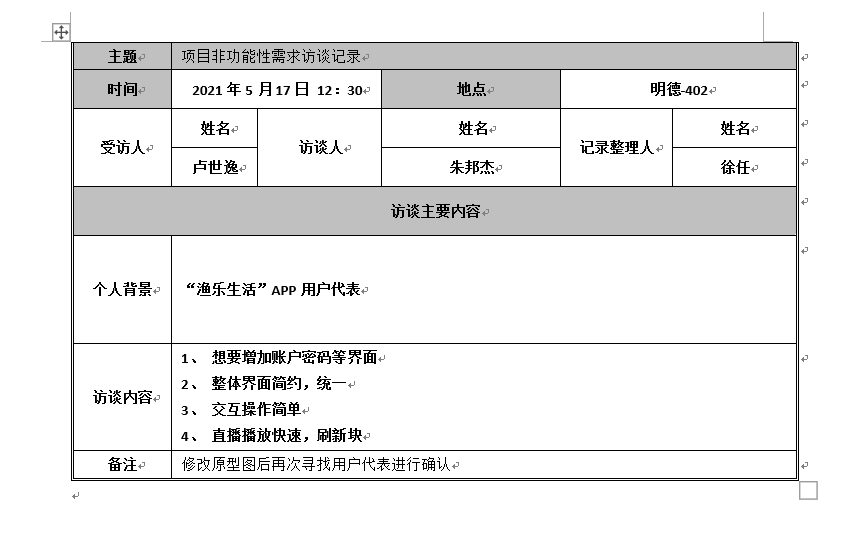 主题 项目非功能性需求访谈记录
时间 2021 年 5 月 17 日 12：30 地点 明德-402
受访人 姓名 访谈人 姓名 记录整理人 姓名
卢世逸 朱邦杰 徐任
访谈主要内容
个人背景 “渔乐生活”APP 用户代表
访谈内容
1、 想要增加账户密码等界面
2、 整体界面简约，统一
3、 交互操作简单
4、 直播播放快速，刷新块
备注 修改原型图后再次寻找用户代表进行确认